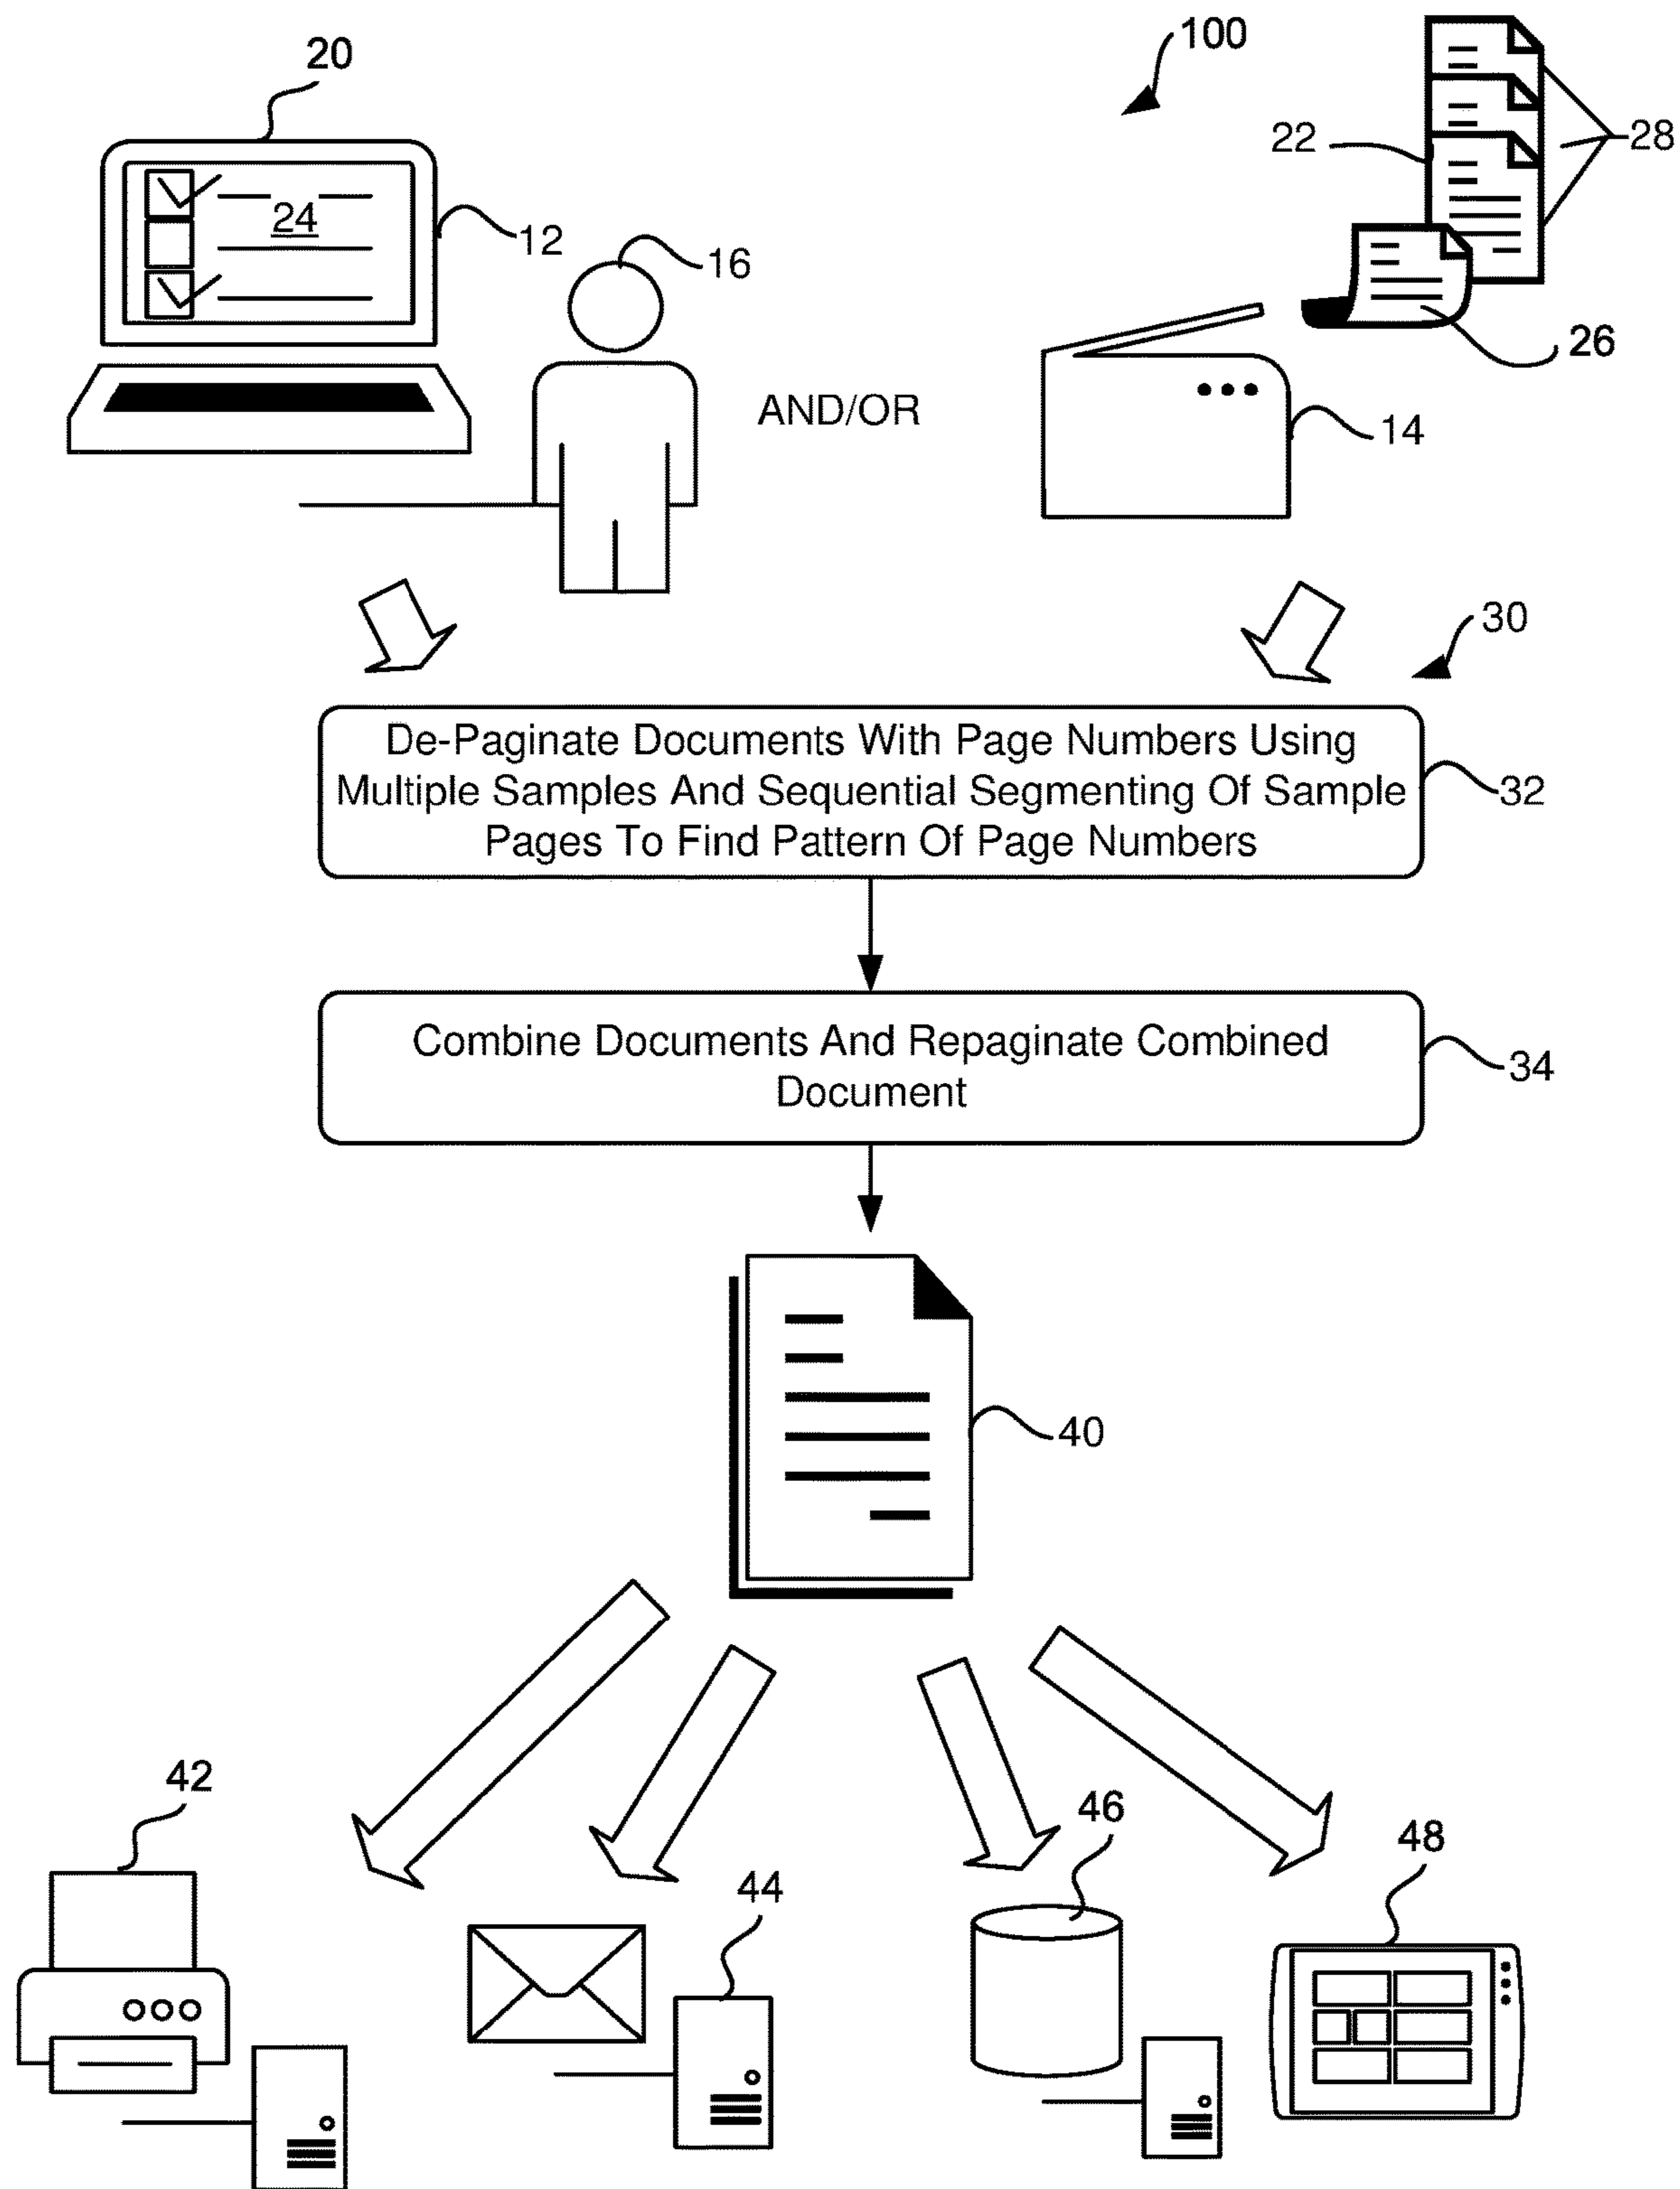 20
100
22
28
24
12
16
26
AND/OR
14
30
De-Paginate Documents With Page Numbers Using
Multiple Samples And Sequential Segmenting Of Sample
Pages To Find Pattern Of Page Numbers
32
Combine Documents And Repaginate Combined
Document
34
40
42
46
48
44